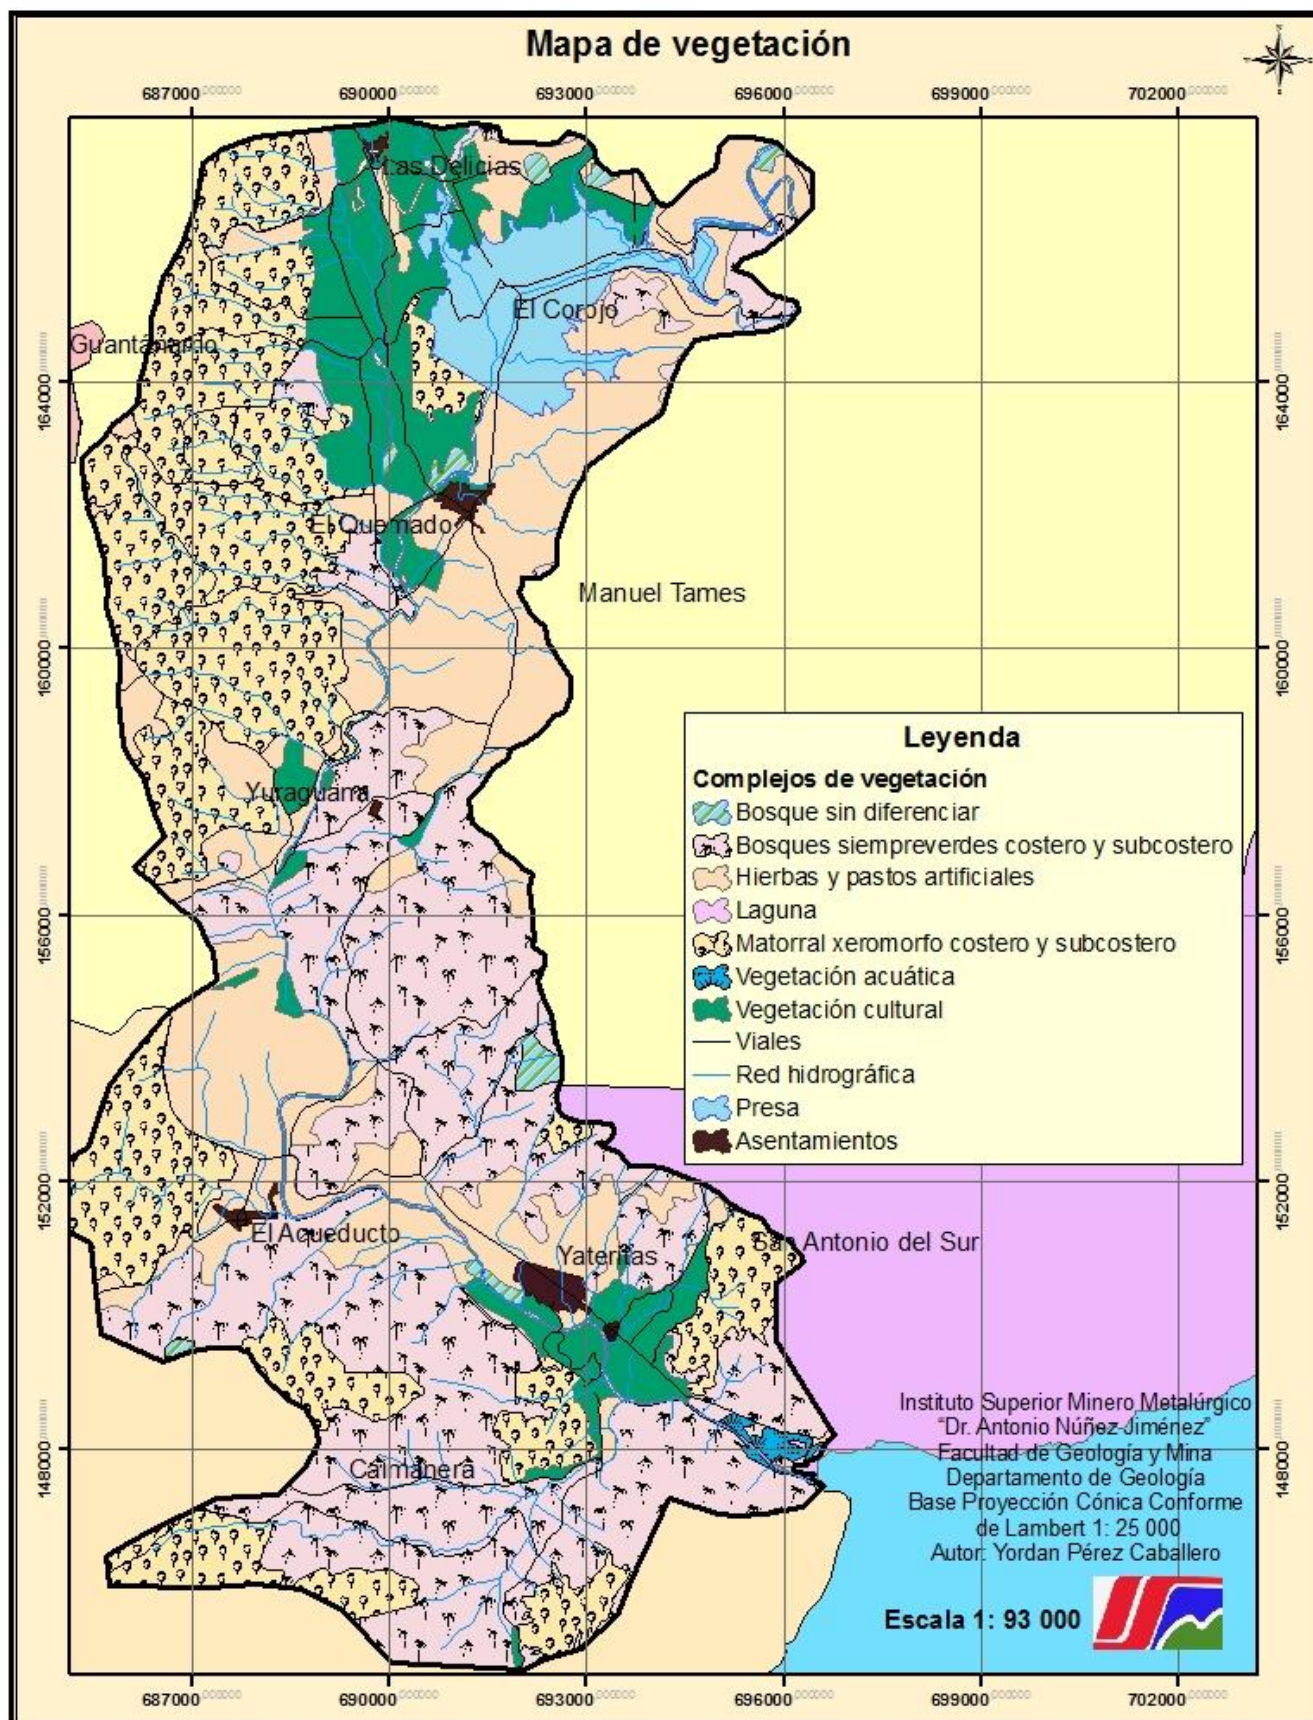 Mapa de vegetación
687000 690000 693000 696000 699000 702000
Las Delicias
El Corojo
Guantánamo
164000 164000
El Quemado
Manuel Tames
160000 160000
Leyenda
Complejos de vegetación
Yuraguana
Bosque sin diferenciar
Bosques siempreverdes costero y subcostero
Hierbas y pastos artificiales
Laguna
Matorral xeromorfo costero y subcostero
Vegetación acuática
Vegetación cultural
Viales
Red hidrográfica
Presa
Asentamientos
156000 156000
152000 152000
El Acueducto
Yateritas
San Antonio del Sur
Caimanera
148000 148000
Instituto Superior Minero Metalúrgico
"Dr. Antonio Núñez Jiménez"
Facultad de Geología y Mina
Departamento de Geología
Base Proyección Cónica Conforme
de Lambert 1: 25 000
Autor: Yordan Pérez Caballero
Escala 1: 93 000
687000 690000 693000 696000 699000 702000